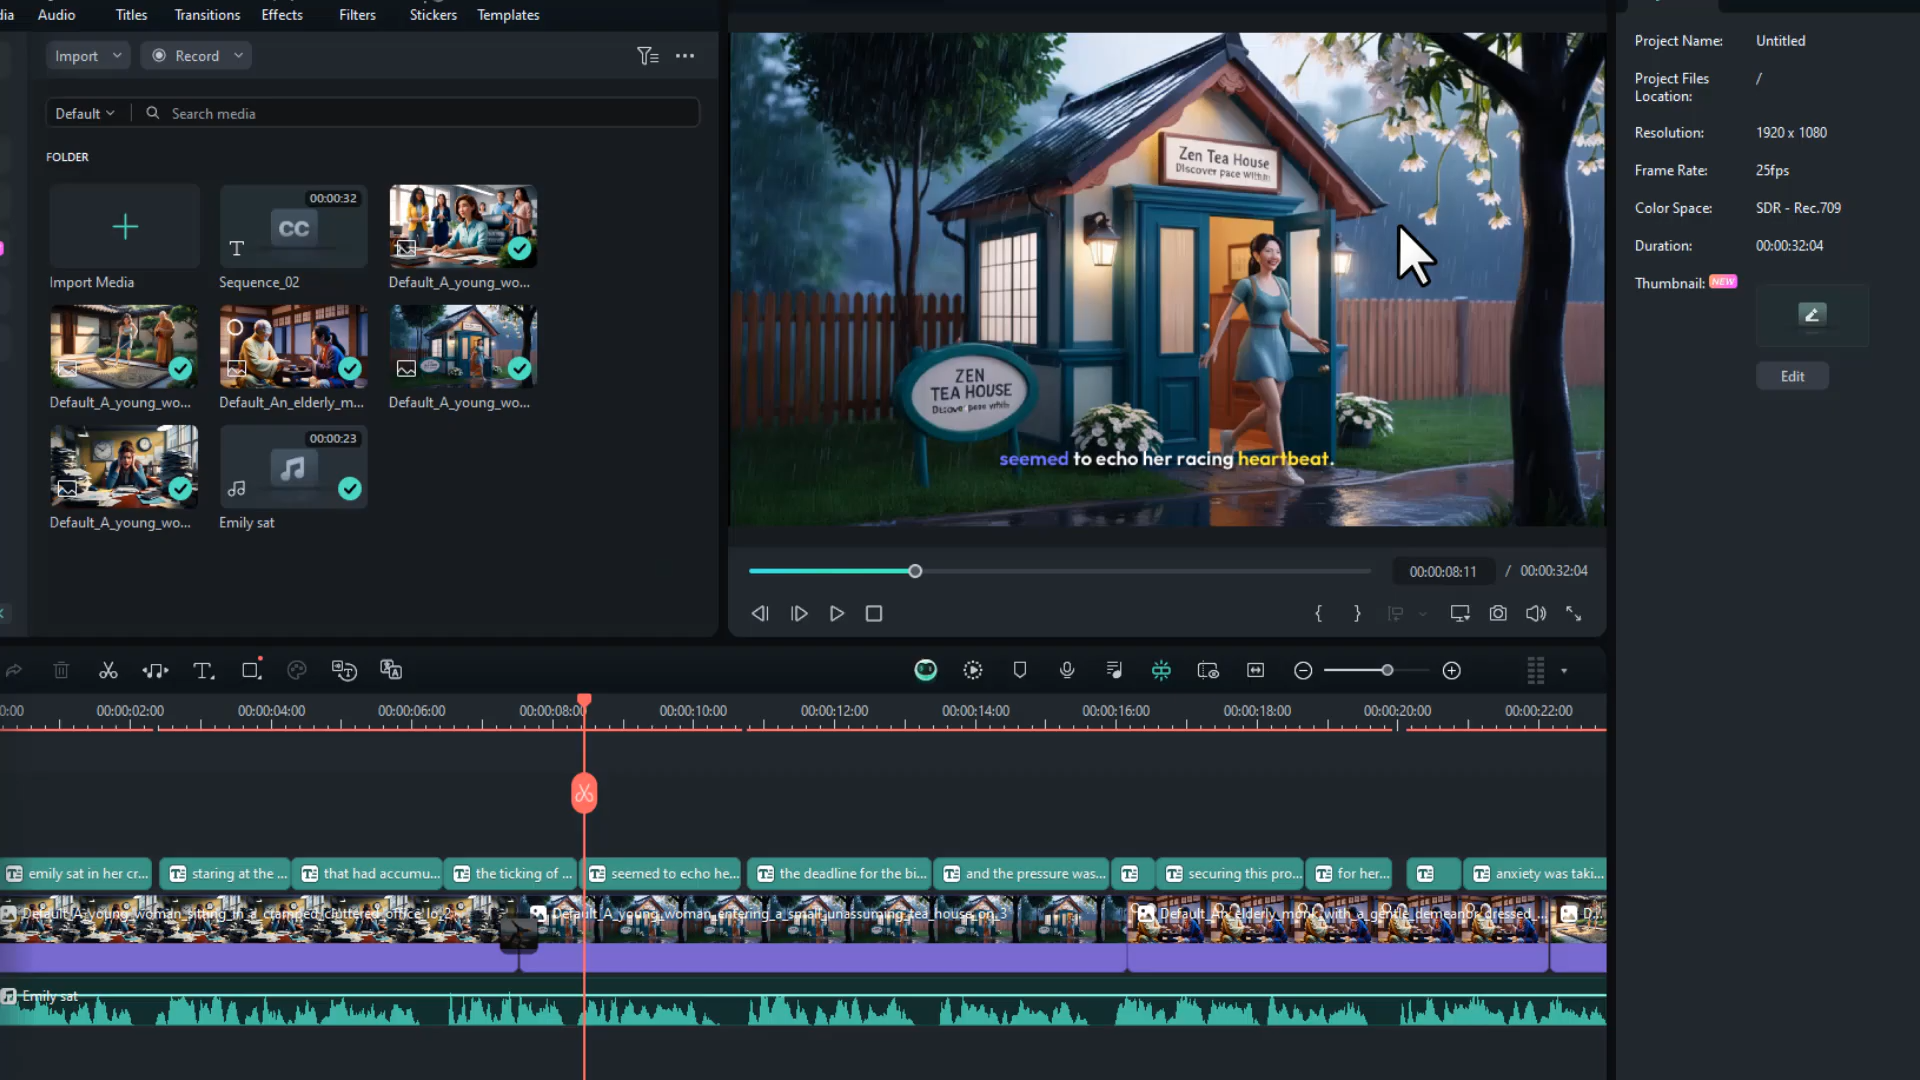 Audio
Titles
Transitions
Effects
Filters
Stickers
Templates
Import
Record
Default
Search media
FOLDER
00:00:32
CC
T
Import Media
Sequence_02
Default_A_young_wo...
Default_A_young_wo...
Default_An_elderly_m...
Default_A_young_wo...
00:00:23
Default_A_young_wo...
Emily sat
Zen Tea House
Discover pace within
ZEN
TEA HOUSE
seemed to echo her racing heartbeat.
00:00:08:11 / 00:00:32:04
Project Name: Untitled
Project Files Location: /
Resolution: 1920 x 1080
Frame Rate: 25fps
Color Space: SDR - Rec.709
Duration: 00:00:32:04
Thumbnail: NEW
Edit
0:00
00:00:02:00
00:00:04:00
00:00:06:00
00:00:08:00
00:00:10:00
00:00:12:00
00:00:14:00
00:00:16:00
00:00:18:00
00:00:20:00
00:00:22:00
emily sat in her cr...
staring at the ...
that had accumu...
the ticking of ...
seemed to echo he...
the deadline for the bi...
and the pressure was...
securing this pro...
for her...
anxiety was taki...
Default_A_young_woman_sitting_in_a_cramped_cluttered_office_lo_2
Default_A_young_woman_entering_a_small_unassuming_tea_house_on_3
Default_An_elderly_monk_with_a_gentle_demeanor_dressed_...
D...
Emily sat